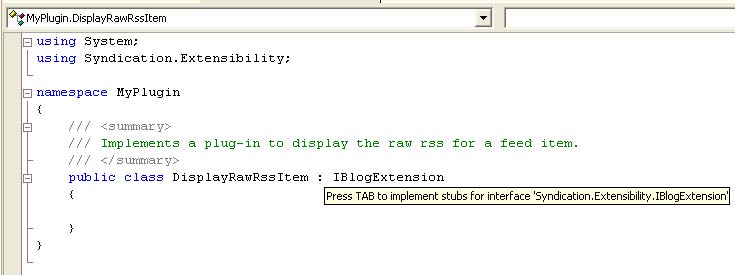 MyPlugin.DisplayRawRssItem
using System;
using Syndication.Extensibility;
namespace MyPlugin
{
/// <summary>
/// Implements a plug-in to display the raw rss for a feed item.
/// </summary>
public class DisplayRawRssItem : IBlogExtension
{
Press TAB to implement stubs for interface 'Syndication.Extensibility.IBlogExtension'
}
}